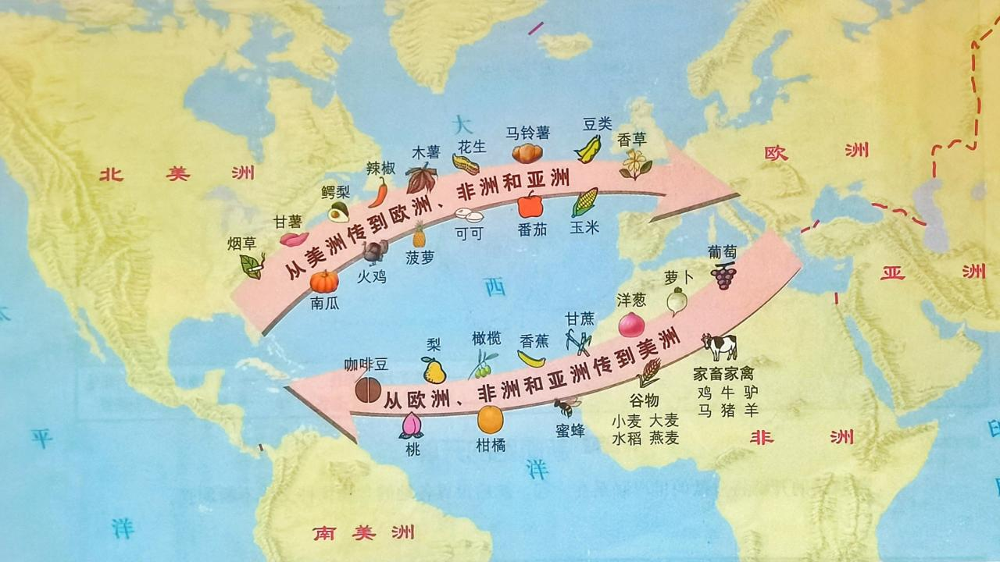 大
北美洲
欧洲
烟草
甘薯
鳄梨
辣椒
木薯
花生
马铃薯
豆类
香草
从美洲传到欧洲、非洲和亚洲
南瓜
火鸡
菠萝
可可
番茄
玉米
西
亚洲
葡萄
萝卜
洋葱
甘蔗
香蕉
橄榄
梨
咖啡豆
从欧洲、非洲和亚洲传到美洲
桃
柑橘
蜜蜂
谷物
小麦 大麦
水稻 燕麦
家畜家禽
鸡 牛 驴
马 猪 羊
非洲
平
洋
洋
南美洲
印